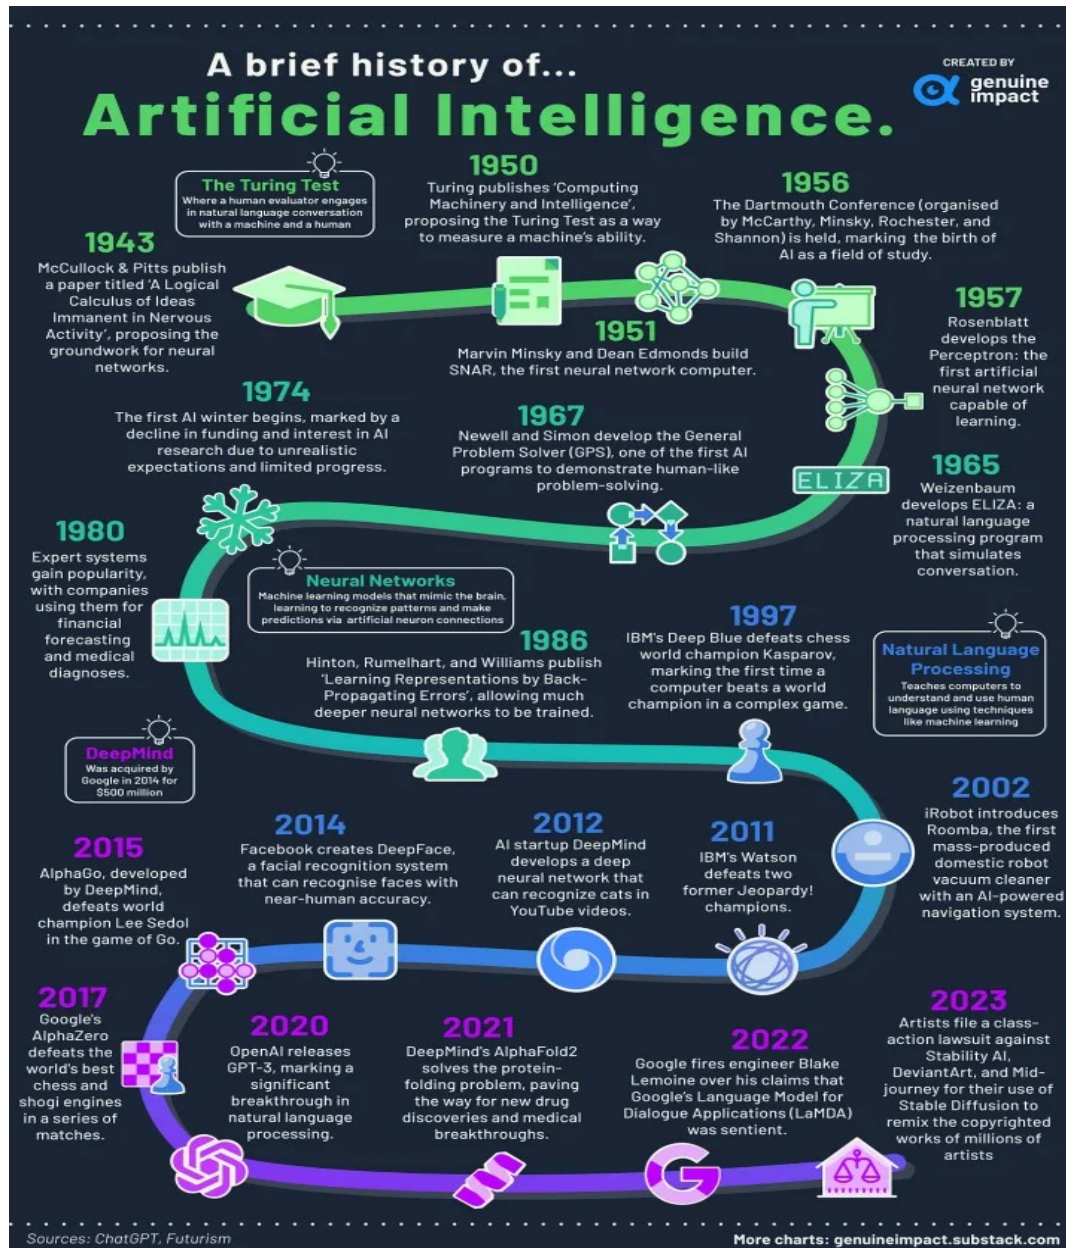 A brief history of...
Artificial Intelligence.
CREATED BY
genuine
impact
The Turing Test
Where a human evaluator engages
in natural language conversation
with a machine and a human
1943
McCullock & Pitts publish
a paper titled ‘A Logical
Calculus of Ideas
Immanent in Nervous
Activity’, proposing the
groundwork for neural
networks.
1950
Turing publishes ‘Computing
Machinery and Intelligence’,
proposing the Turing Test as a way
to measure a machine’s ability.
1951
Marvin Minsky and Dean Edmonds build
SNAR, the first neural network computer.
1956
The Dartmouth Conference (organised
by McCarthy, Minsky, Rochester, and
Shannon) is held, marking the birth of
AI as a field of study.
1957
Rosenblatt
develops the
Perceptron: the
first artificial
neural network
capable of
learning.
ELIZA
1965
Weizenbaum
develops ELIZA: a
natural language
processing program
that simulates
conversation.
1967
Newell and Simon develop the General
Problem Solver (GPS), one of the first AI
programs to demonstrate human-like
problem-solving.
1974
The first AI winter begins, marked by a
decline in funding and interest in AI
research due to unrealistic
expectations and limited progress.
1980
Expert systems
gain popularity,
with companies
using them for
financial
forecasting
and medical
diagnoses.
Neural Networks
Machine learning models that mimic the brain,
learning to recognize patterns and make
predictions via artificial neuron connections
1986
Hinton, Rumelhart, and Williams publish
‘Learning Representations by Back-
Propagating Errors’, allowing much
deeper neural networks to be trained.
1997
IBM's Deep Blue defeats chess
world champion Kasparov,
marking the first time a
computer beats a world
champion in a complex game.
Natural Language
Processing
Teaches computers to
understand and use human
language using techniques
like machine learning
2002
iRobot introduces
Roomba, the first
mass-produced
domestic robot
vacuum cleaner
with an AI-powered
navigation system.
2011
IBM's Watson
defeats two
former Jeopardy!
champions.
2012
AI startup DeepMind
develops a deep
neural network that
can recognize cats in
YouTube videos.
2014
Facebook creates DeepFace,
a facial recognition system
that can recognise faces with
near-human accuracy.
DeepMind
Was acquired by
Google in 2014 for
$500 million
2015
AlphaGo, developed
by DeepMind,
defeats world
champion Lee Sedol
in the game of Go.
2017
Google's
AlphaZero
defeats the
world's best
chess and
shogi engines
in a series of
matches.
2020
OpenAI releases
GPT-3, marking a
significant
breakthrough in
natural language
processing.
2021
DeepMind's AlphaFold2
solves the protein-
folding problem, paving
the way for new drug
discoveries and medical
breakthroughs.
2022
Google fires engineer Blake
Lemoine over his claims that
Google's Language Model for
Dialogue Applications (LaMDA)
was sentient.
2023
Artists file a class-
action lawsuit against
Stability AI,
DeviantArt, and Mid-
journey for their use of
Stable Diffusion to
remix the copyrighted
works of millions of
artists
Sources: ChatGPT, Futurism
More charts: genuineimpact.substack.com